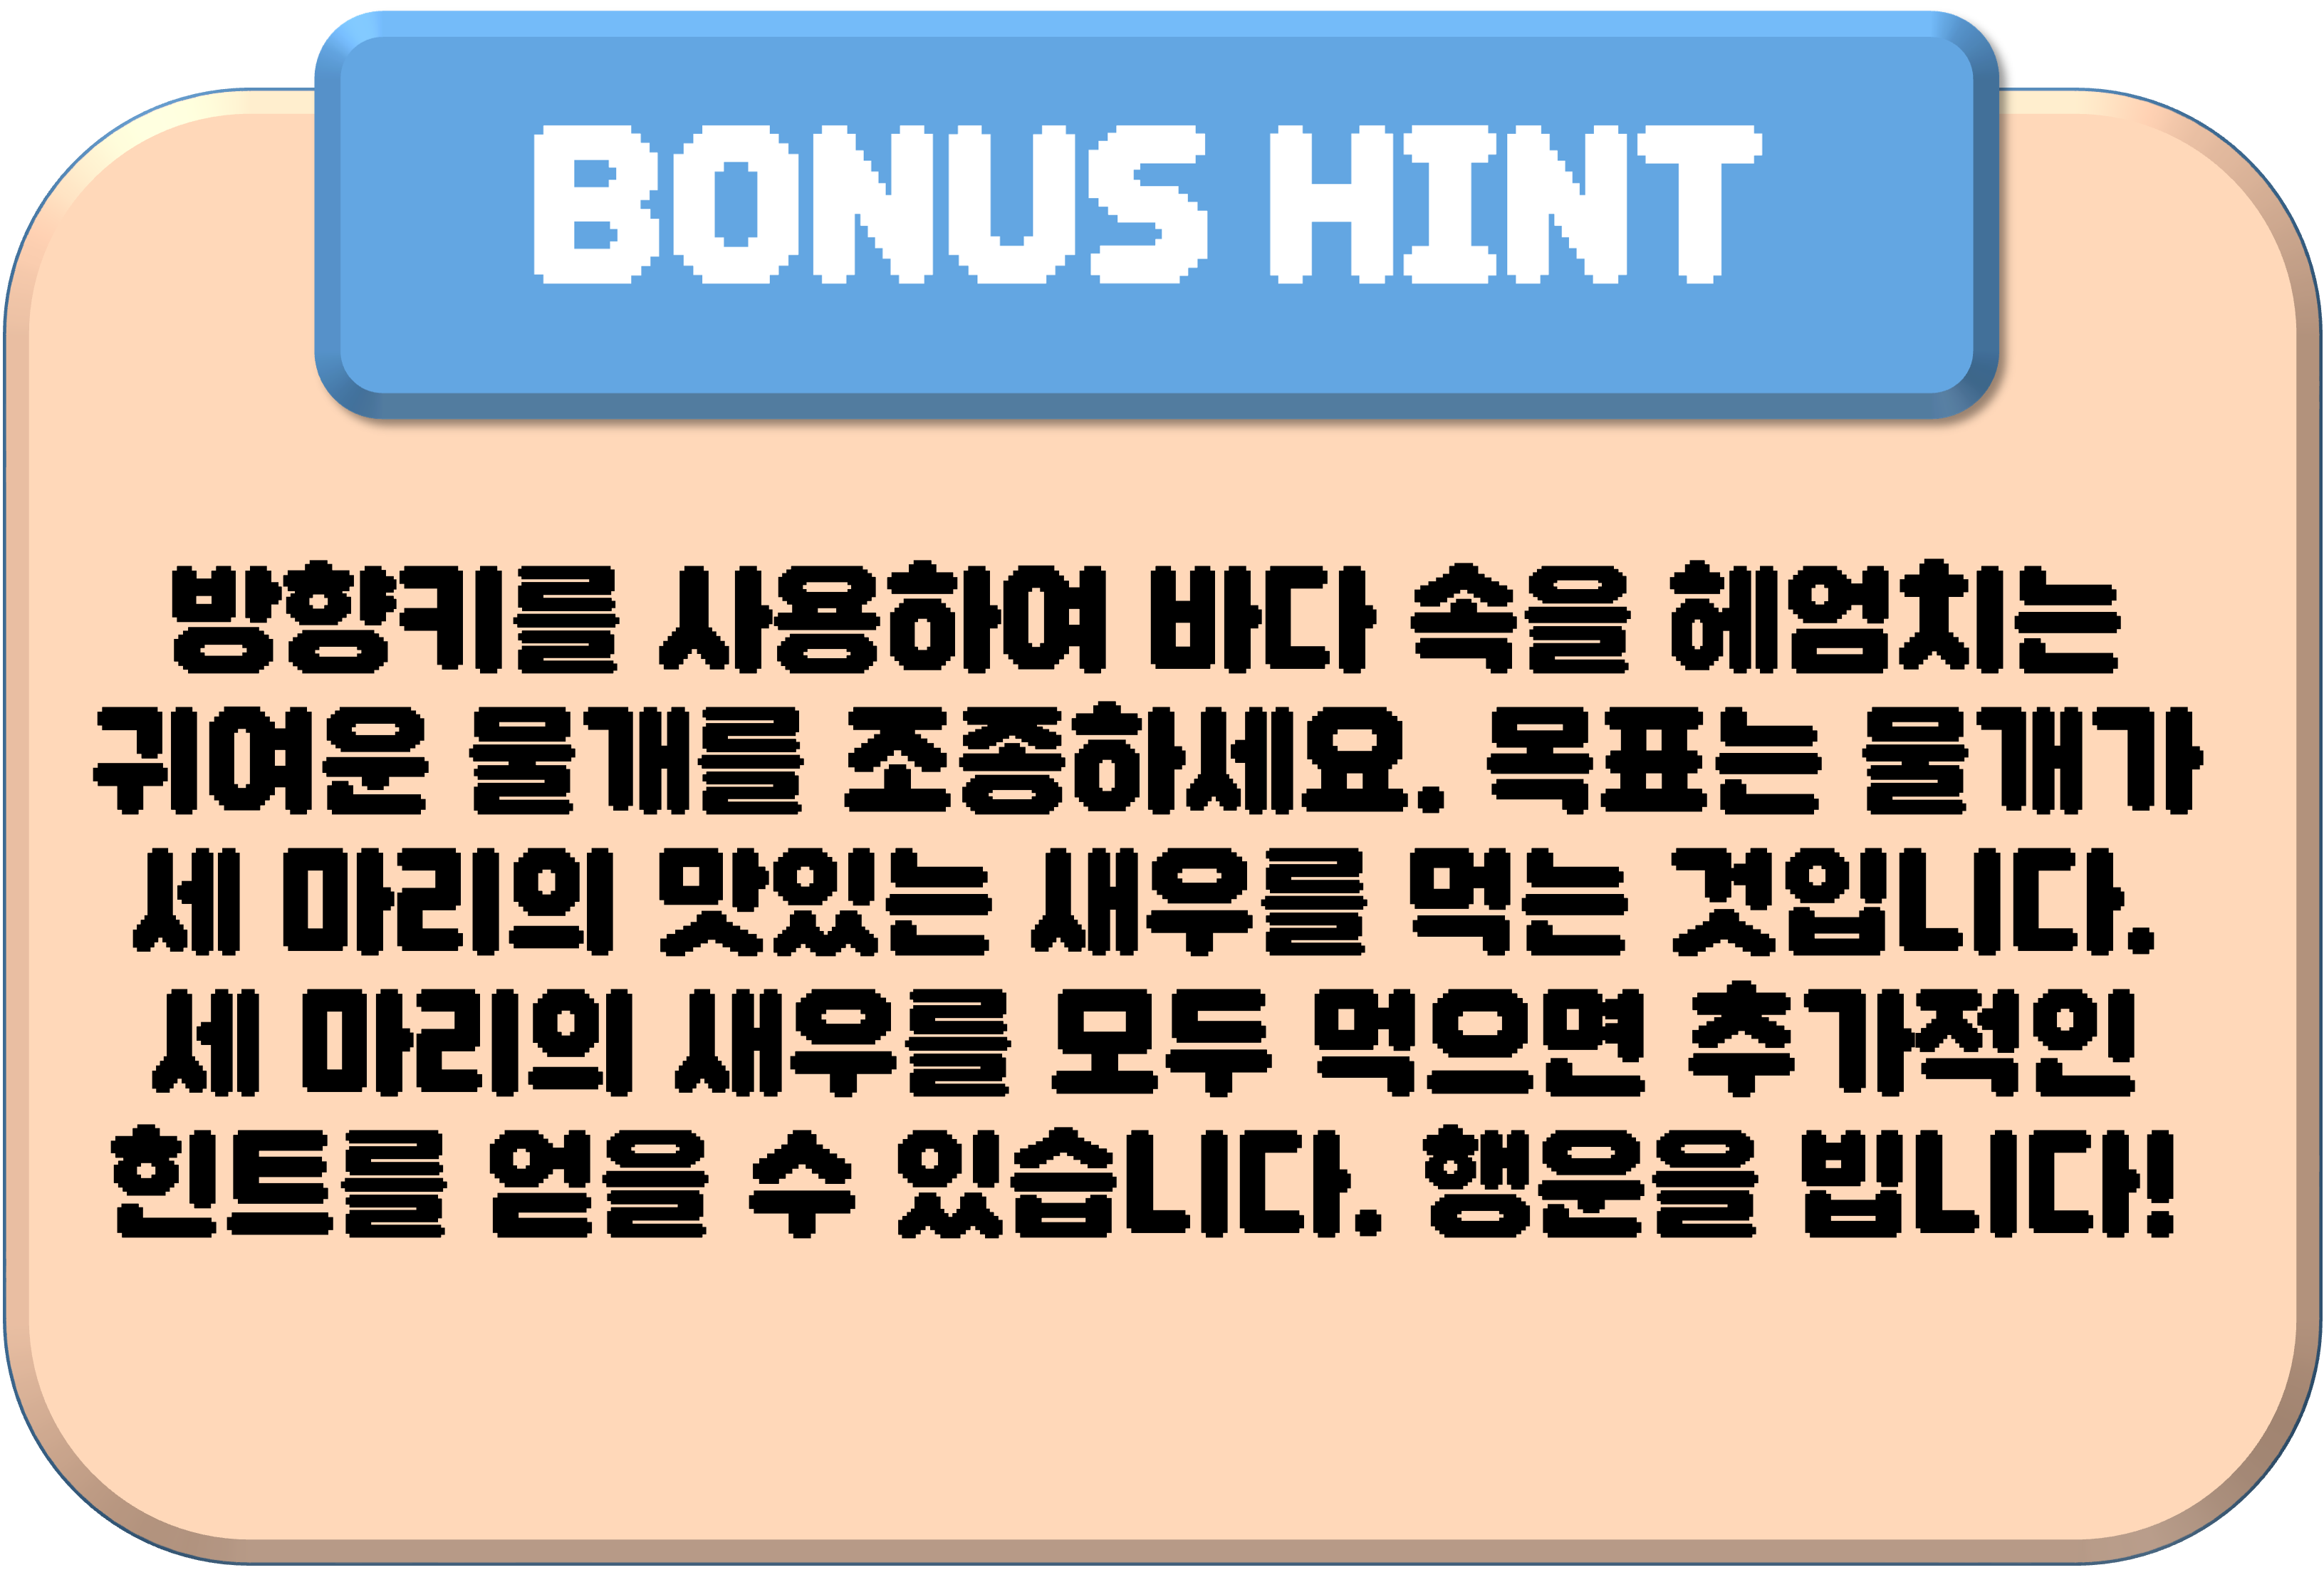 BONUS HINT
방향키를 사용하여 바다 속을 헤엄치는
귀여운 물개를 조종하세요. 목표는 물개가
세 마리의 맛있는 새우를 먹는 것입니다.
세 마리의 새우를 모두 먹으면 추가적인
힌트를 얻을 수 있습니다. 행운을 빕니다!